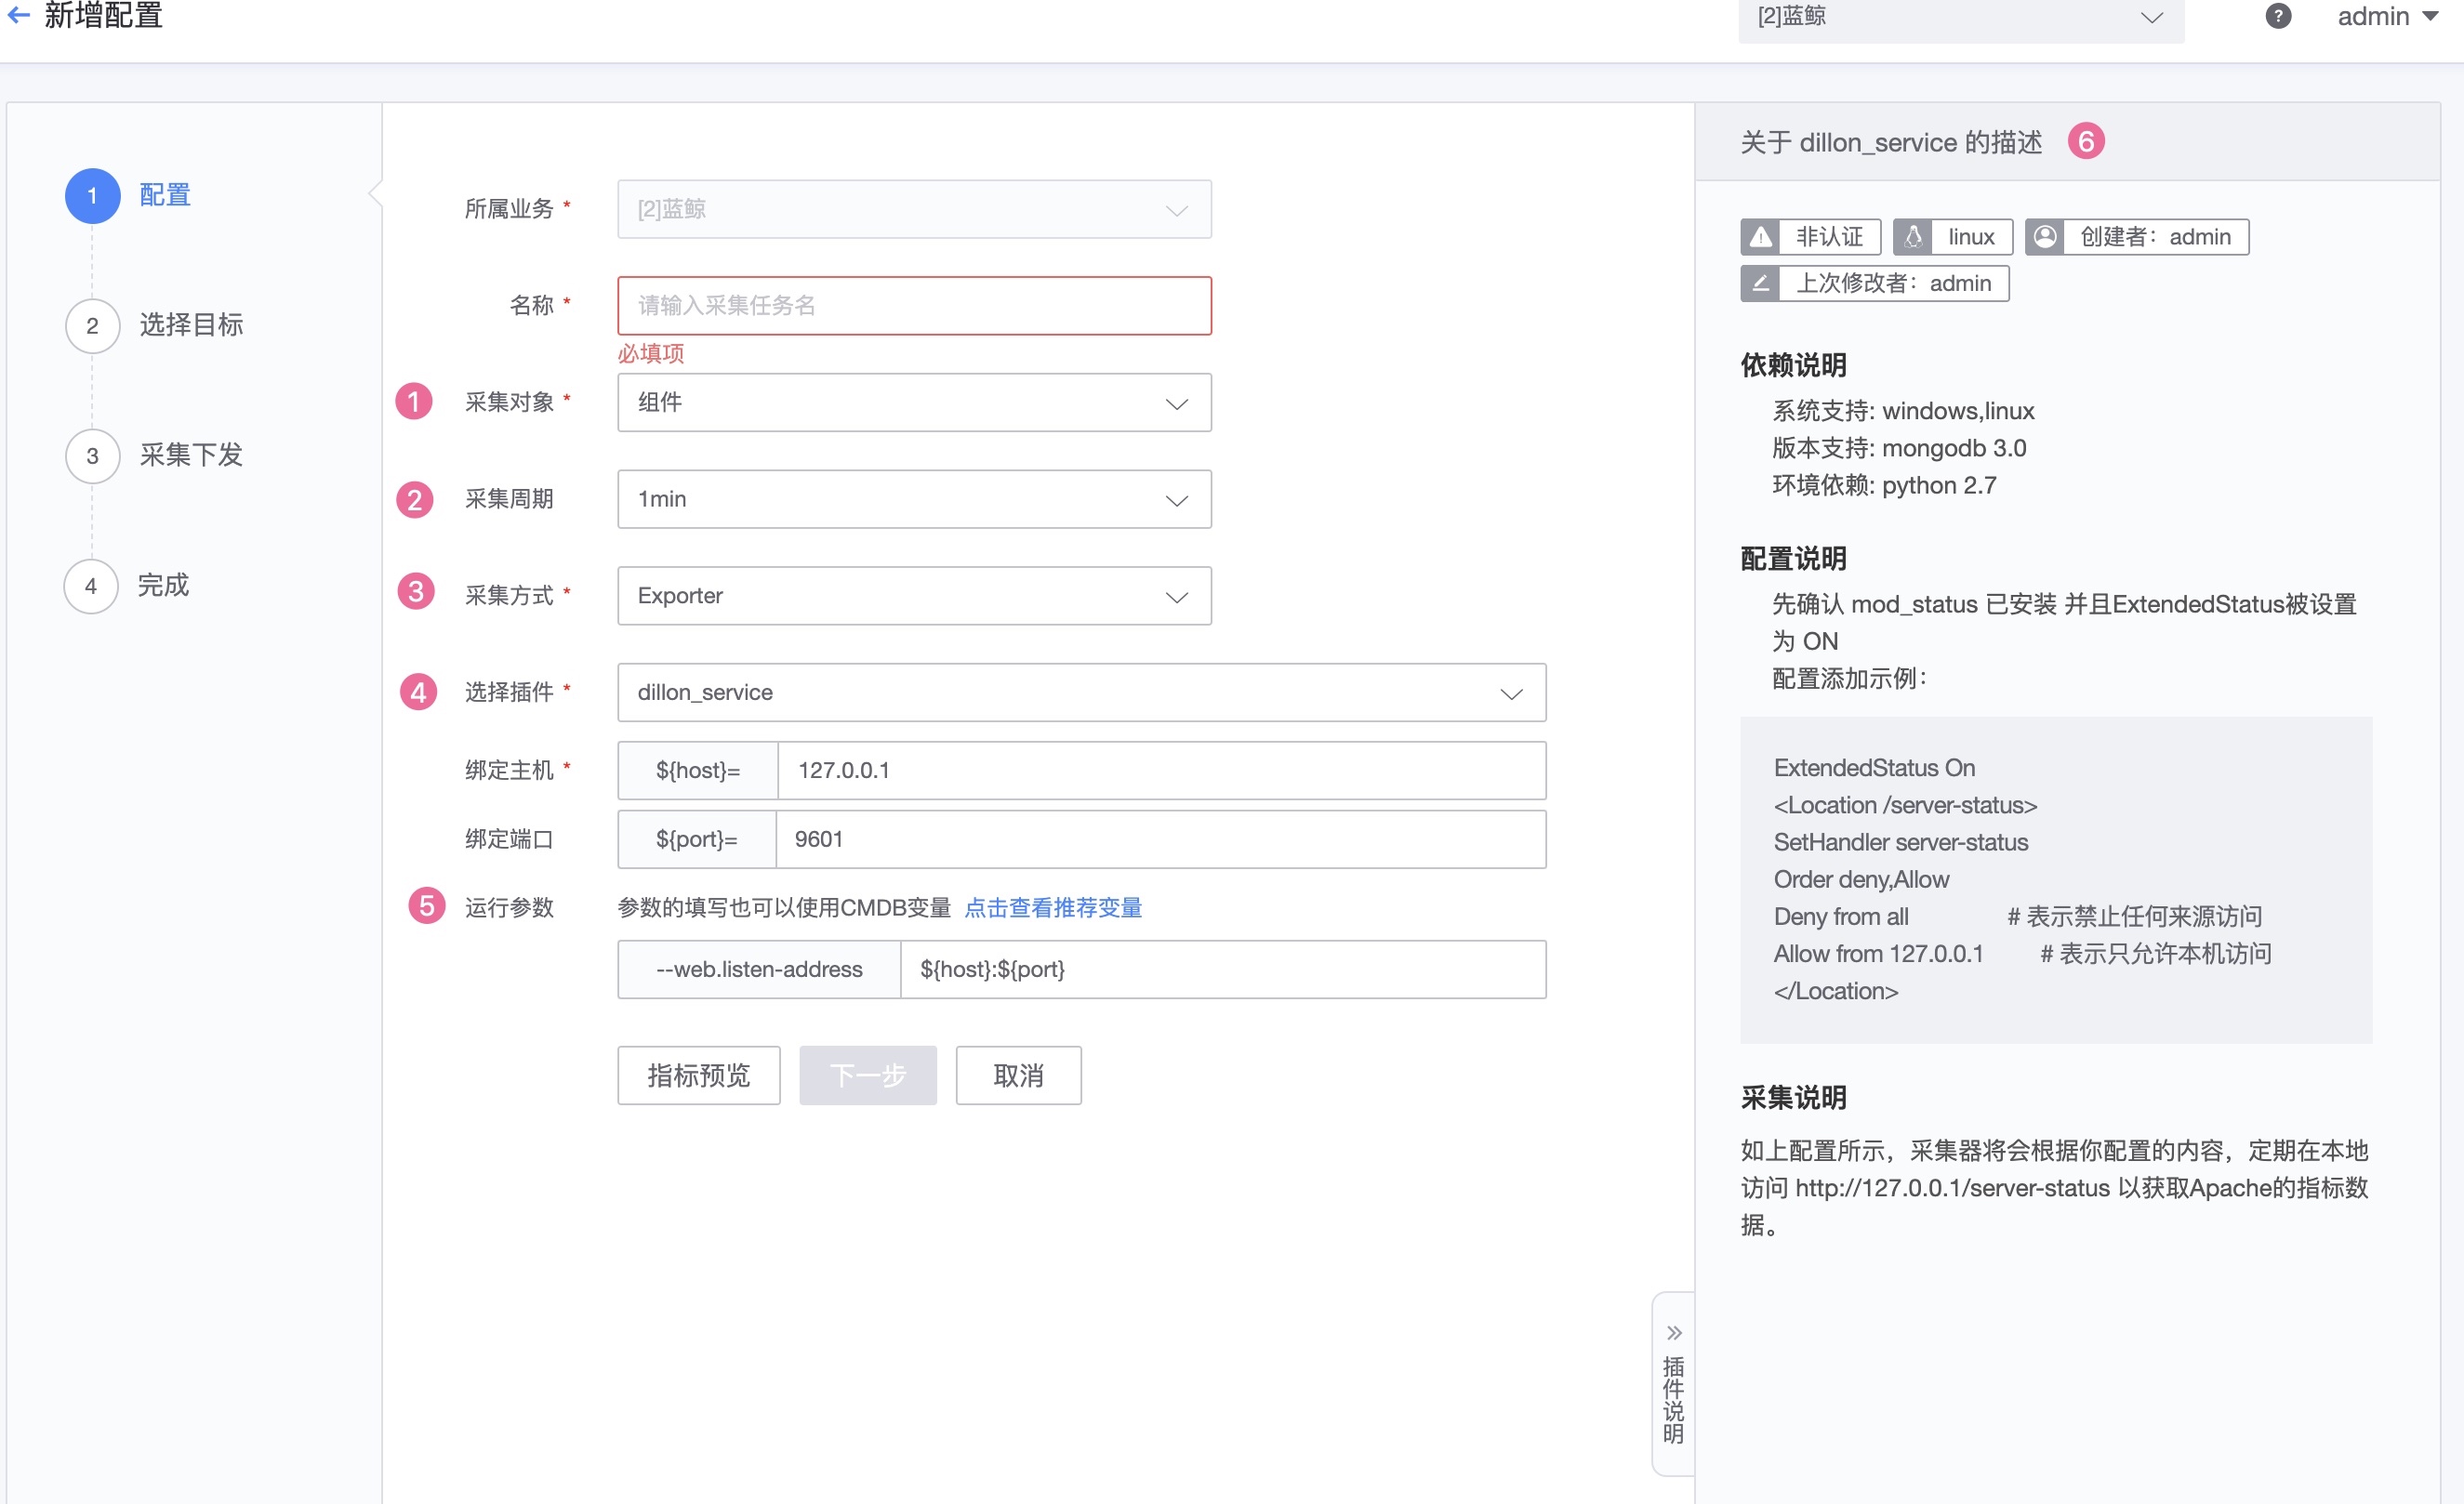 新增配置
[2]蓝鲸
?
admin
1 配置
2 选择目标
3 采集下发
4 完成
所属业务 *
[2]蓝鲸
名称 *
请输入采集任务名
必填项
1 采集对象 *
组件
2 采集周期
1min
3 采集方式 *
Exporter
4 选择插件 *
dillon_service
绑定主机 *
${host}= 127.0.0.1
绑定端口
${port}= 9601
5 运行参数
参数的填写也可以使用CMDB变量 点击查看推荐变量
--web.listen-address ${host}:${port}
指标预览 下一步 取消
插件说明
关于 dillon_service 的描述 6
非认证 linux 创建者：admin
上次修改者：admin
依赖说明
系统支持: windows,linux
版本支持: mongodb 3.0
环境依赖: python 2.7
配置说明
先确认 mod_status 已安装 并且ExtendedStatus被设置
为 ON
配置添加示例：
ExtendedStatus On
<Location /server-status>
SetHandler server-status
Order deny,Allow
Deny from all # 表示禁止任何来源访问
Allow from 127.0.0.1 # 表示只允许本机访问
</Location>
采集说明
如上配置所示，采集器将会根据你配置的内容，定期在本地
访问 http://127.0.0.1/server-status 以获取Apache的指标数
据。